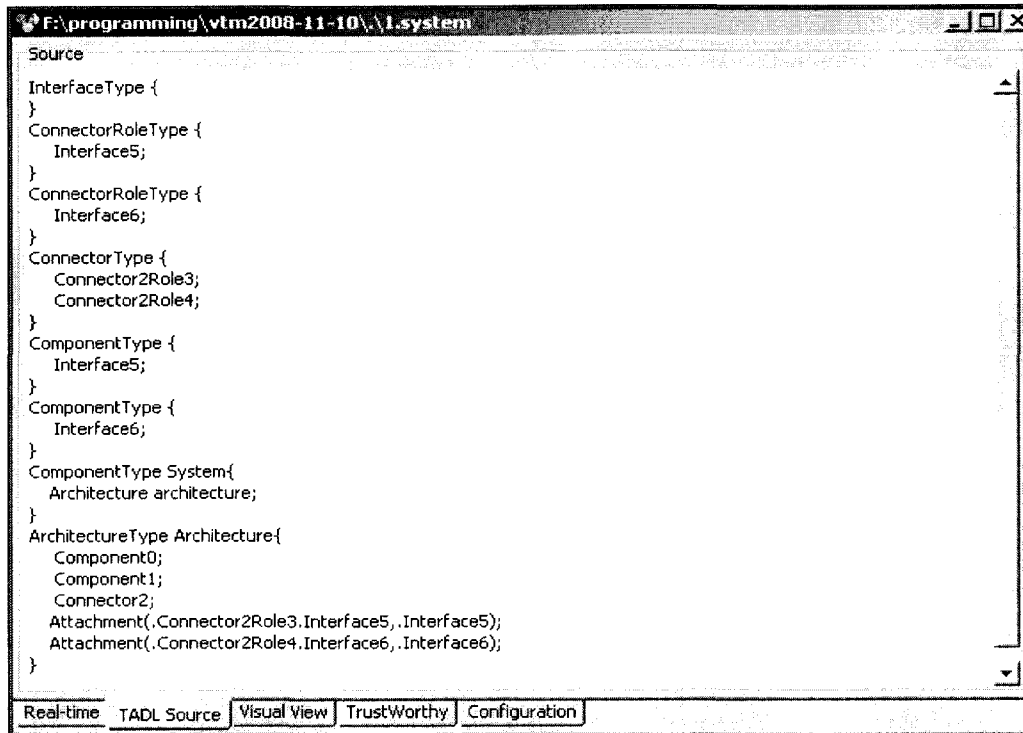 F:\programming\vtm2008-11-10\.\1.system
Source
InterfaceType {
}
ConnectorRoleType {
Interface5;
}
ConnectorRoleType {
Interface6;
}
ConnectorType {
Connector2Role3;
Connector2Role4;
}
ComponentType {
Interface5;
}
ComponentType {
Interface6;
}
ComponentType System{
Architecture architecture;
}
ArchitectureType Architecture{
Component0;
Component1;
Connector2;
Attachment(.Connector2Role3.Interface5,.Interface5);
Attachment(.Connector2Role4.Interface6,.Interface6);
}
Real-time TADL Source Visual View TrustWorthy Configuration